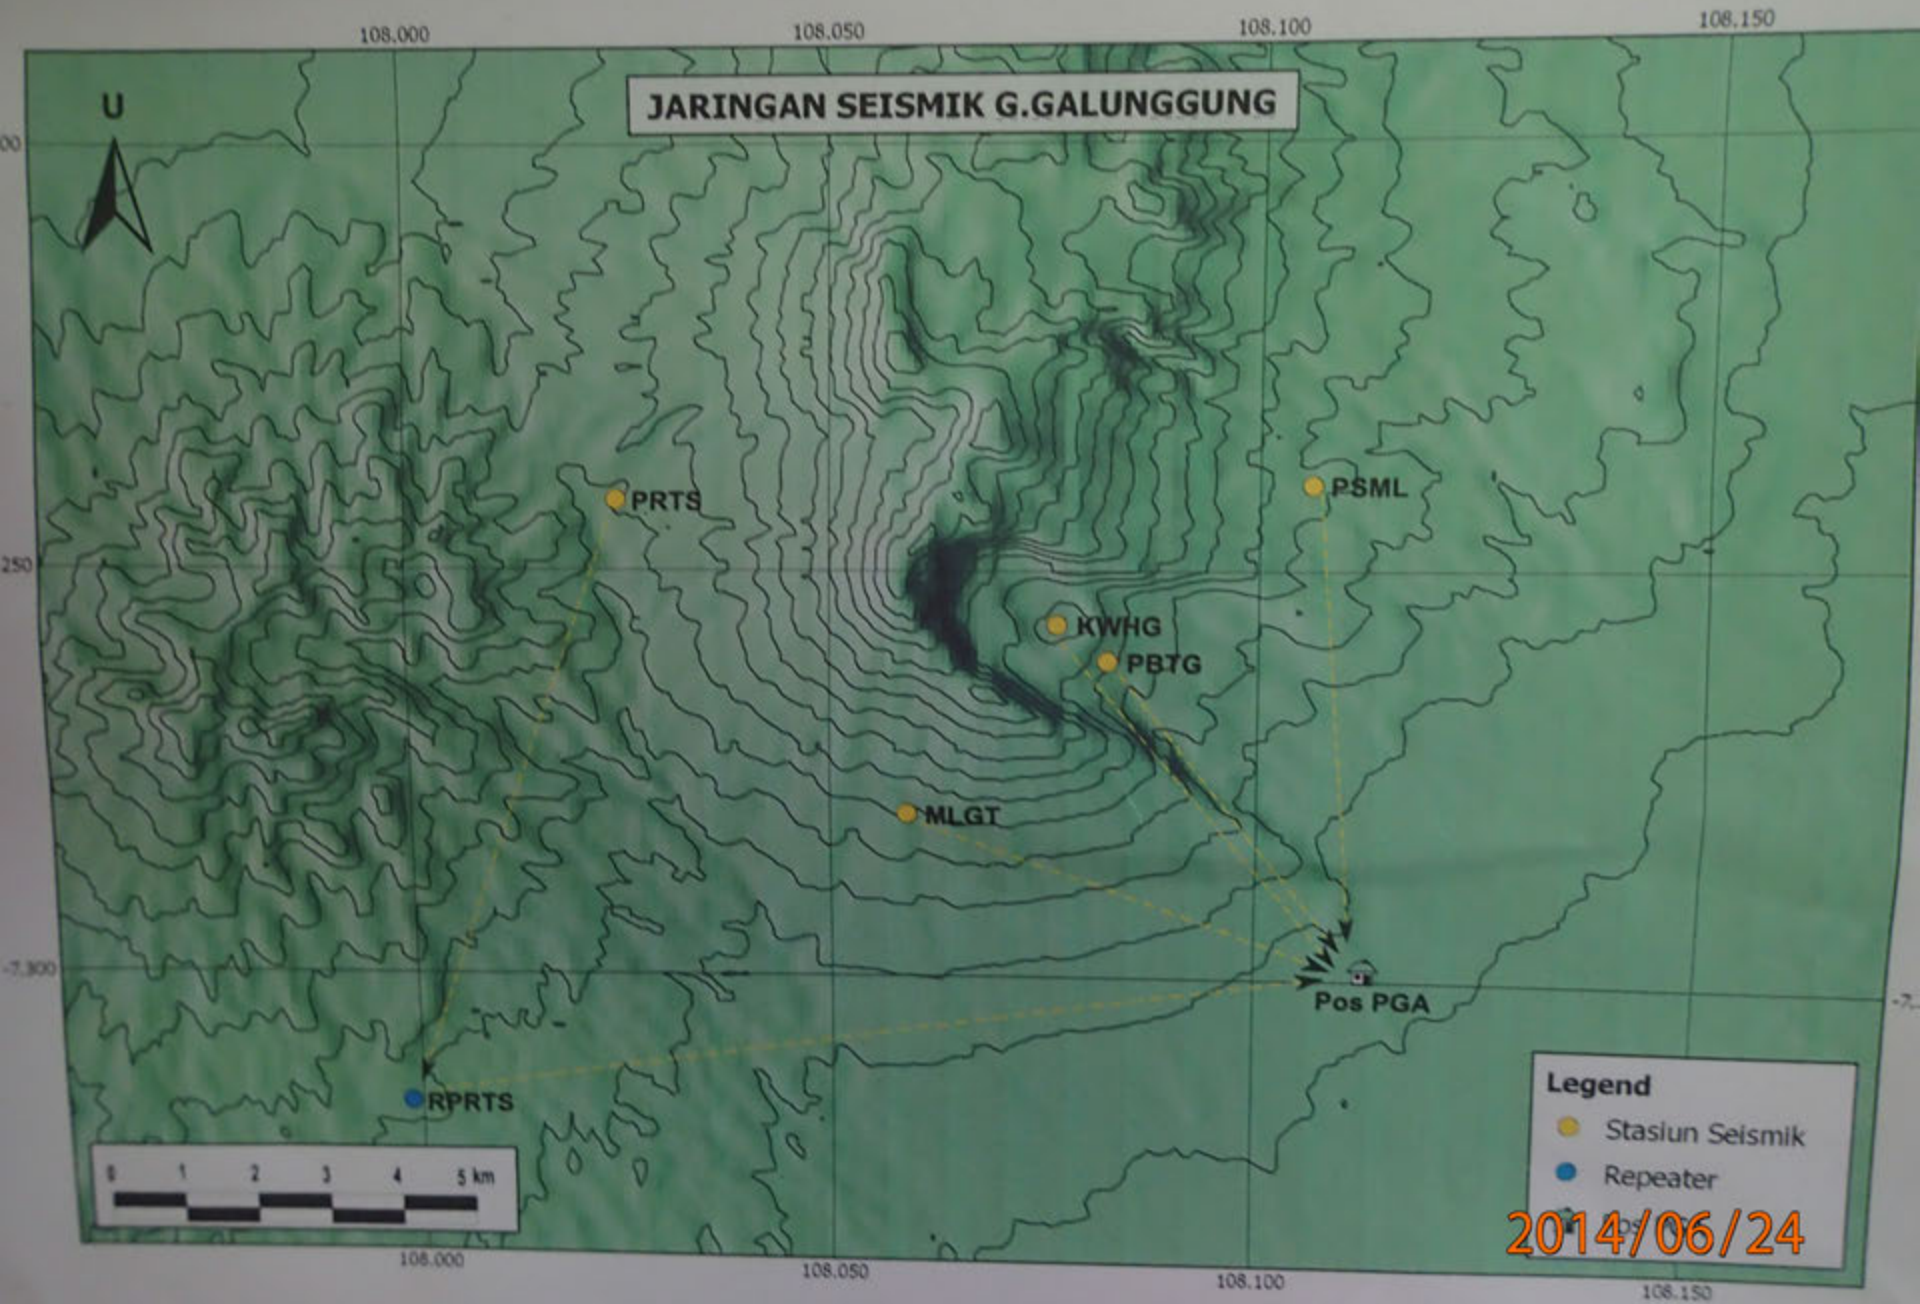 108.000
108.050
108.100
108.150
JARINGAN SEISMIK G.GALUNGGUNG
U
00
PRTS
PSML
250
KWHG
PBTG
MLGT
-7.300
Pos PGA
-7.
RPRTS
Legend
Stasiun Seismik
Repeater
0 1 2 3 4 5 km
2014/06/24
108.000
108.050
108.100
108.150